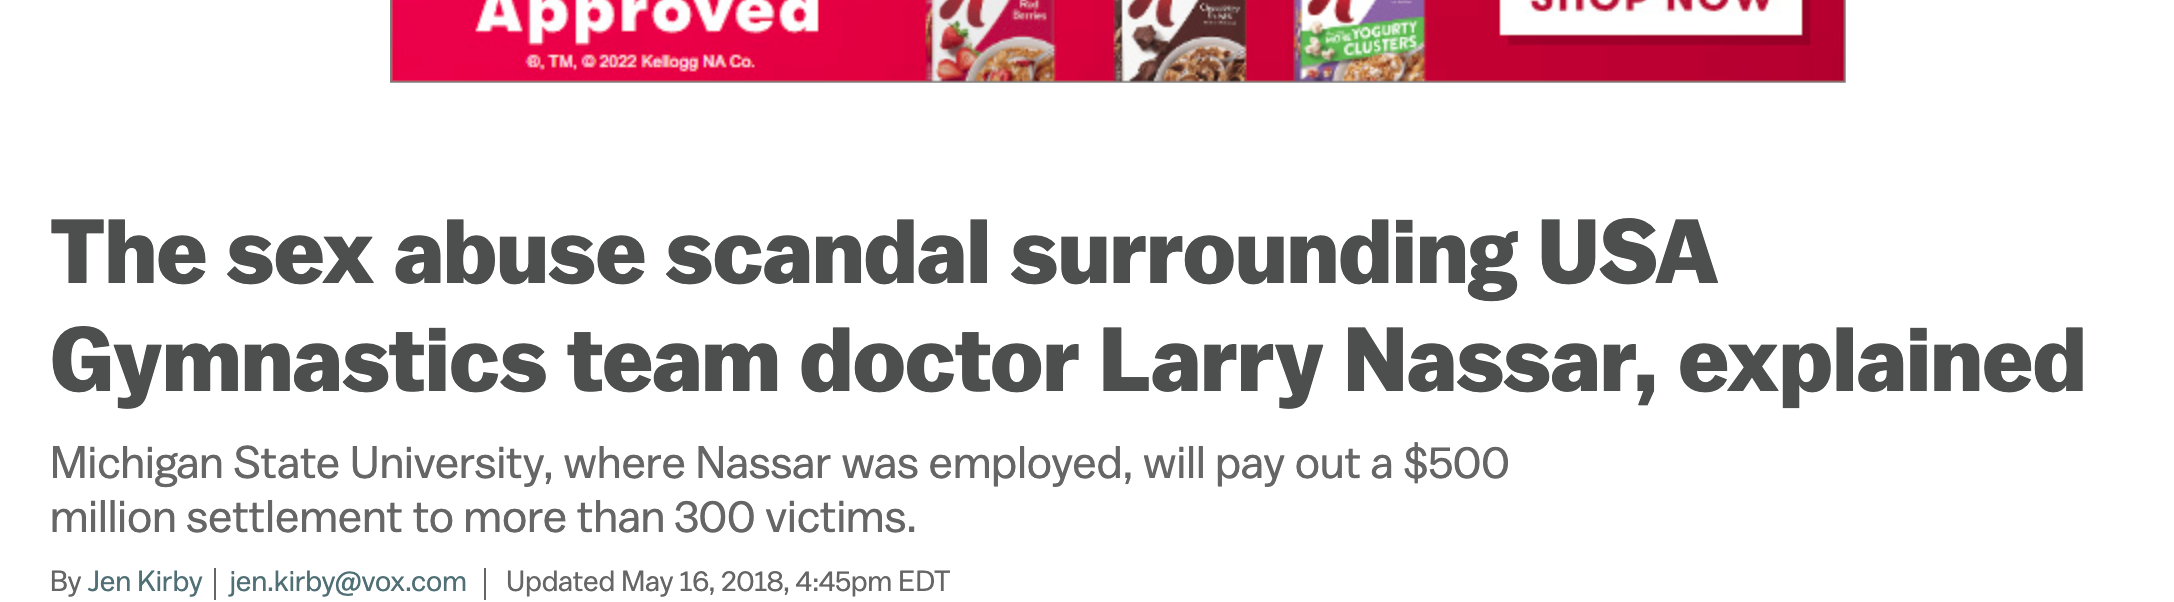 Approved
SHOP NOW
Red
Berries
Chocolatey
YOGURTY
CLUSTERS
®, TM, © 2022 Kellogg NA Co.
The sex abuse scandal surrounding USA
Gymnastics team doctor Larry Nassar, explained
Michigan State University, where Nassar was employed, will pay out a $500
million settlement to more than 300 victims.
By Jen Kirby | jen.kirby@vox.com | Updated May 16, 2018, 4:45pm EDT